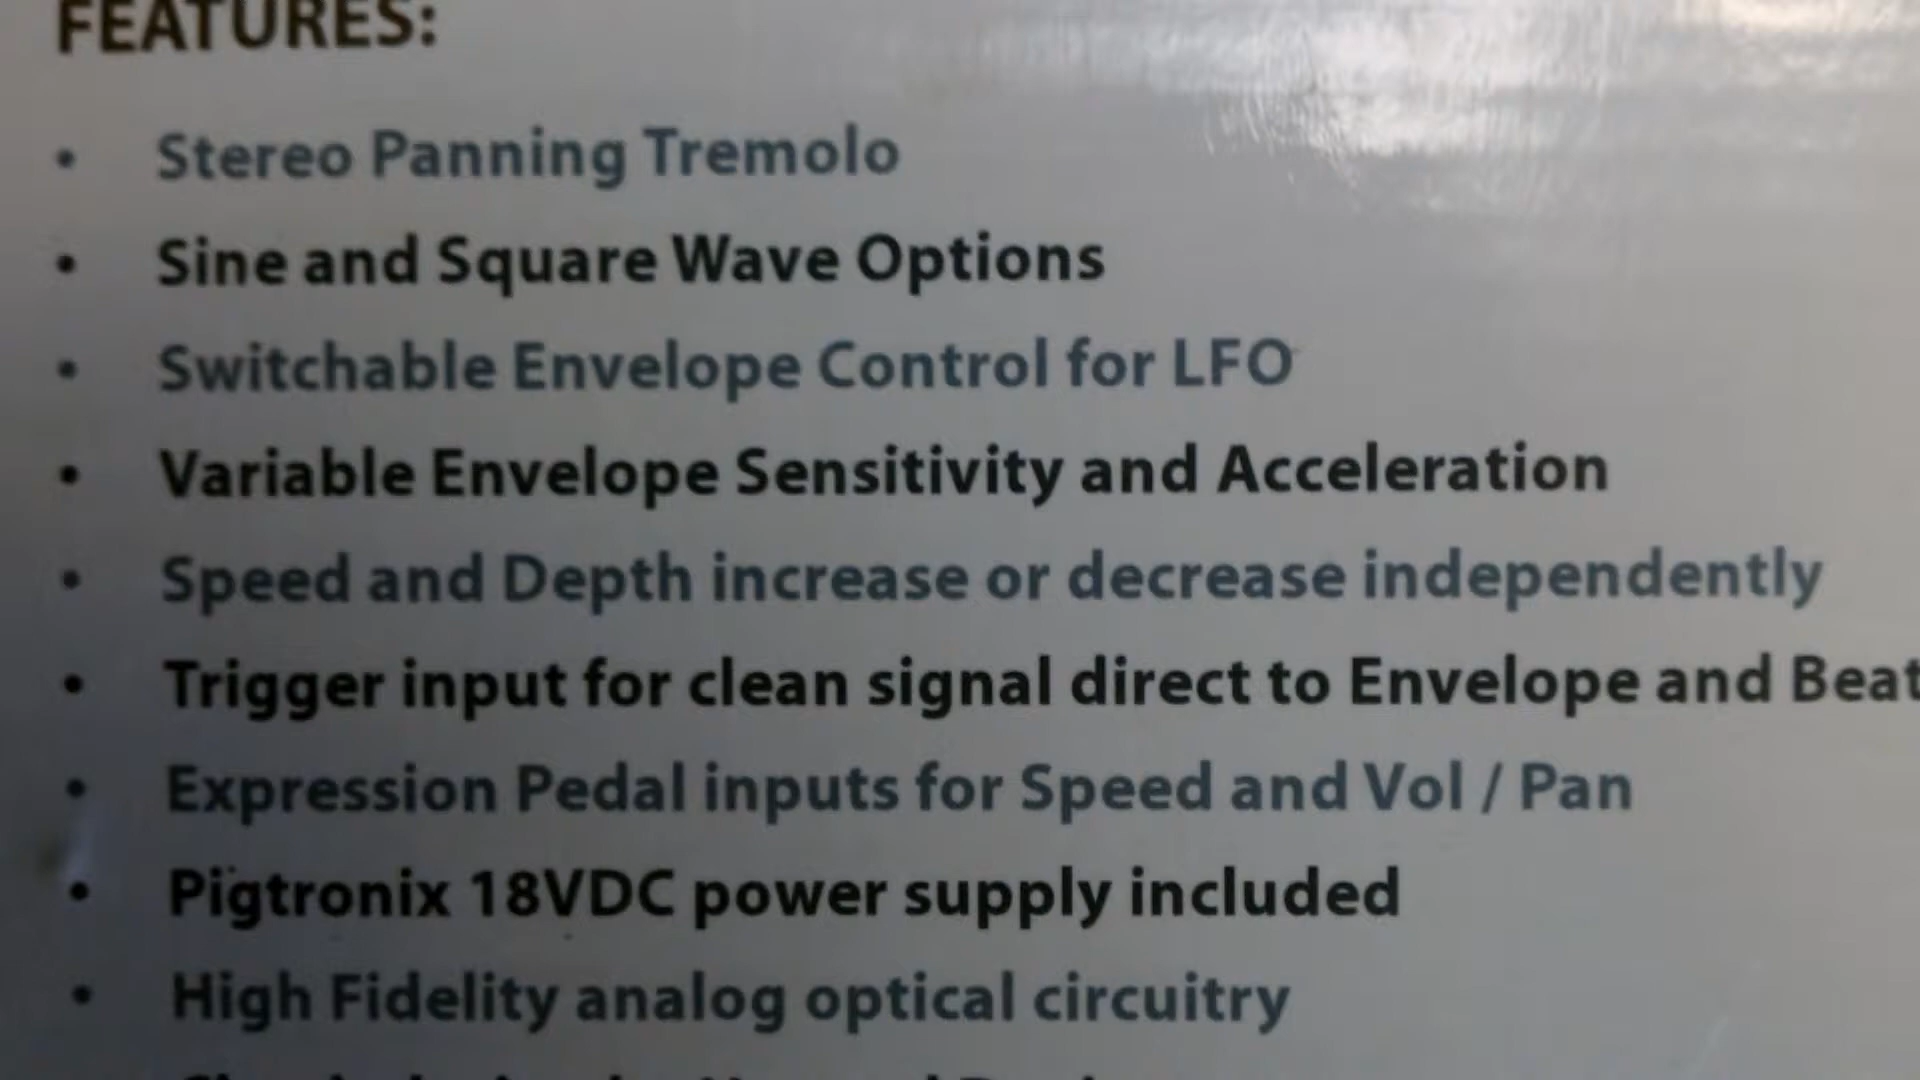 FEATURES:
• Stereo Panning Tremolo
• Sine and Square Wave Options
• Switchable Envelope Control for LFO
• Variable Envelope Sensitivity and Acceleration
• Speed and Depth increase or decrease independently
• Trigger input for clean signal direct to Envelope and Beat
• Expression Pedal inputs for Speed and Vol / Pan
• Pigtronix 18VDC power supply included
• High Fidelity analog optical circuitry